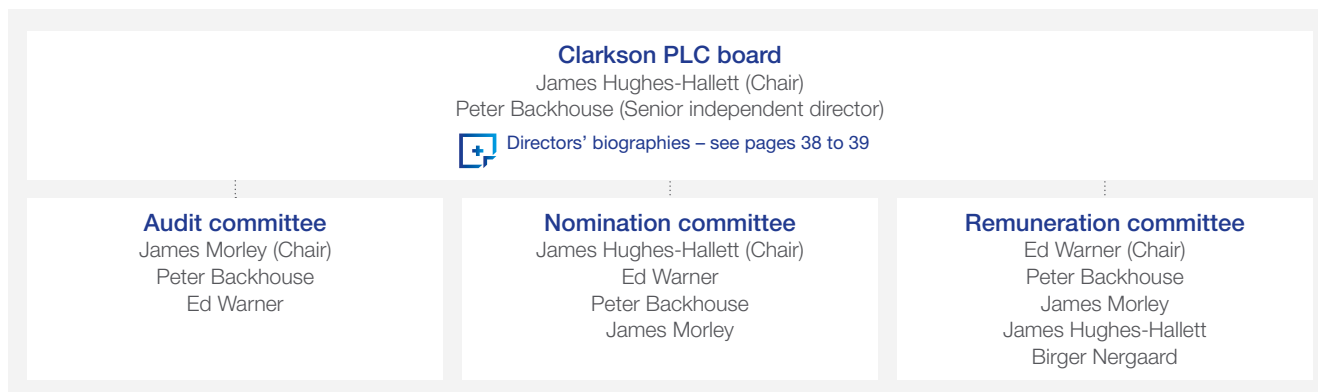 Clarkson PLC board
James Hughes-Hallett (Chair)
Peter Backhouse (Senior independent director)
Directors’ biographies – see pages 38 to 39
Audit committee
James Morley (Chair)
Peter Backhouse
Ed Warner
Nomination committee
James Hughes-Hallett (Chair)
Ed Warner
Peter Backhouse
James Morley
Remuneration committee
Ed Warner (Chair)
Peter Backhouse
James Morley
James Hughes-Hallett
Birger Nergaard